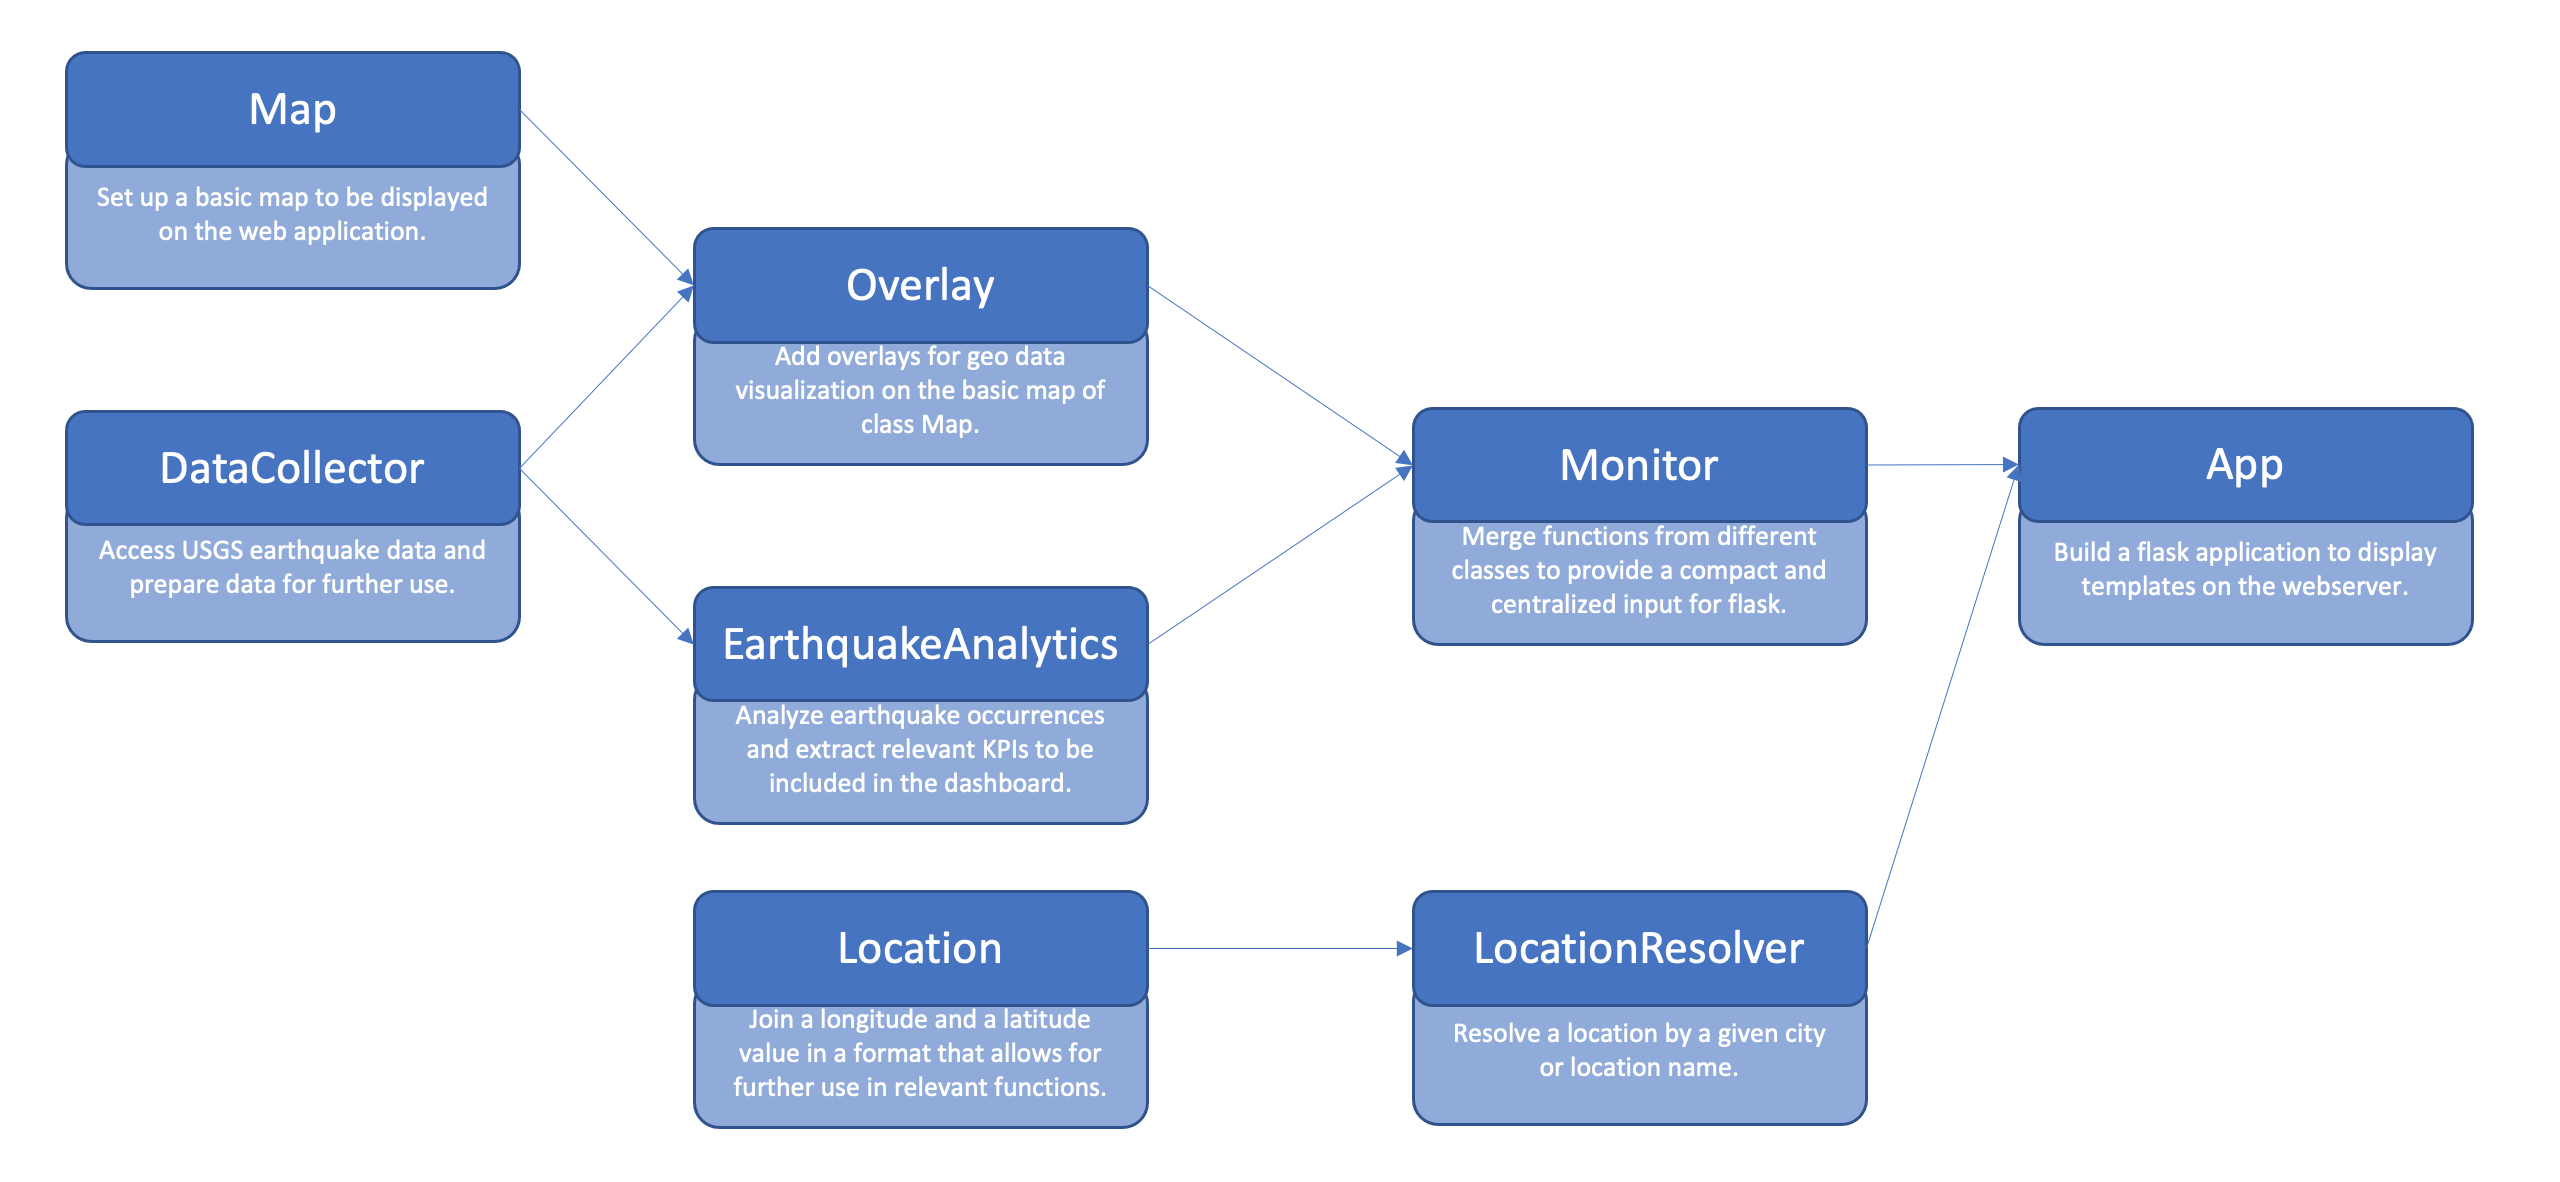 Map
Set up a basic map to be displayed
on the web application.
DataCollector
Access USGS earthquake data and
prepare data for further use.
Overlay
Add overlays for geo data
visualization on the basic map of
class Map.
EarthquakeAnalytics
Analyze earthquake occurrences
and extract relevant KPIs to be
included in the dashboard.
Location
Join a longitude and a latitude
value in a format that allows for
further use in relevant functions.
Monitor
Merge functions from different
classes to provide a compact and
centralized input for flask.
LocationResolver
Resolve a location by a given city
or location name.
App
Build a flask application to display
templates on the webserver.